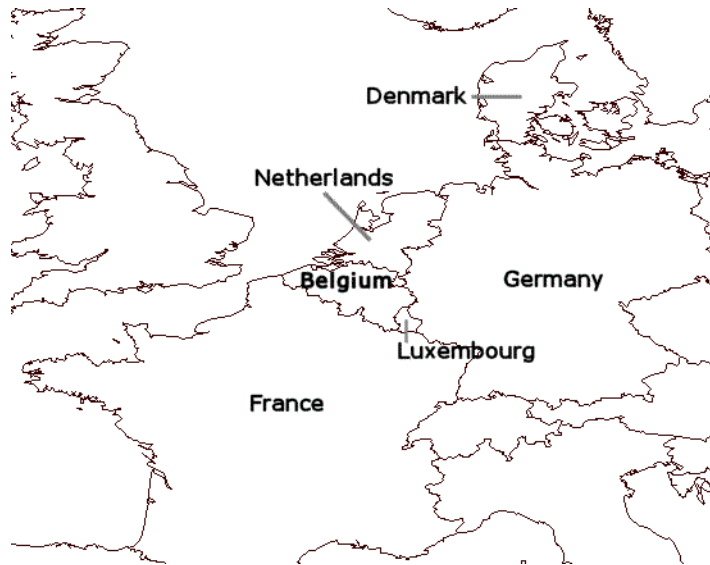 Denmark
Netherlands
Belgium
Germany
Luxembourg
France